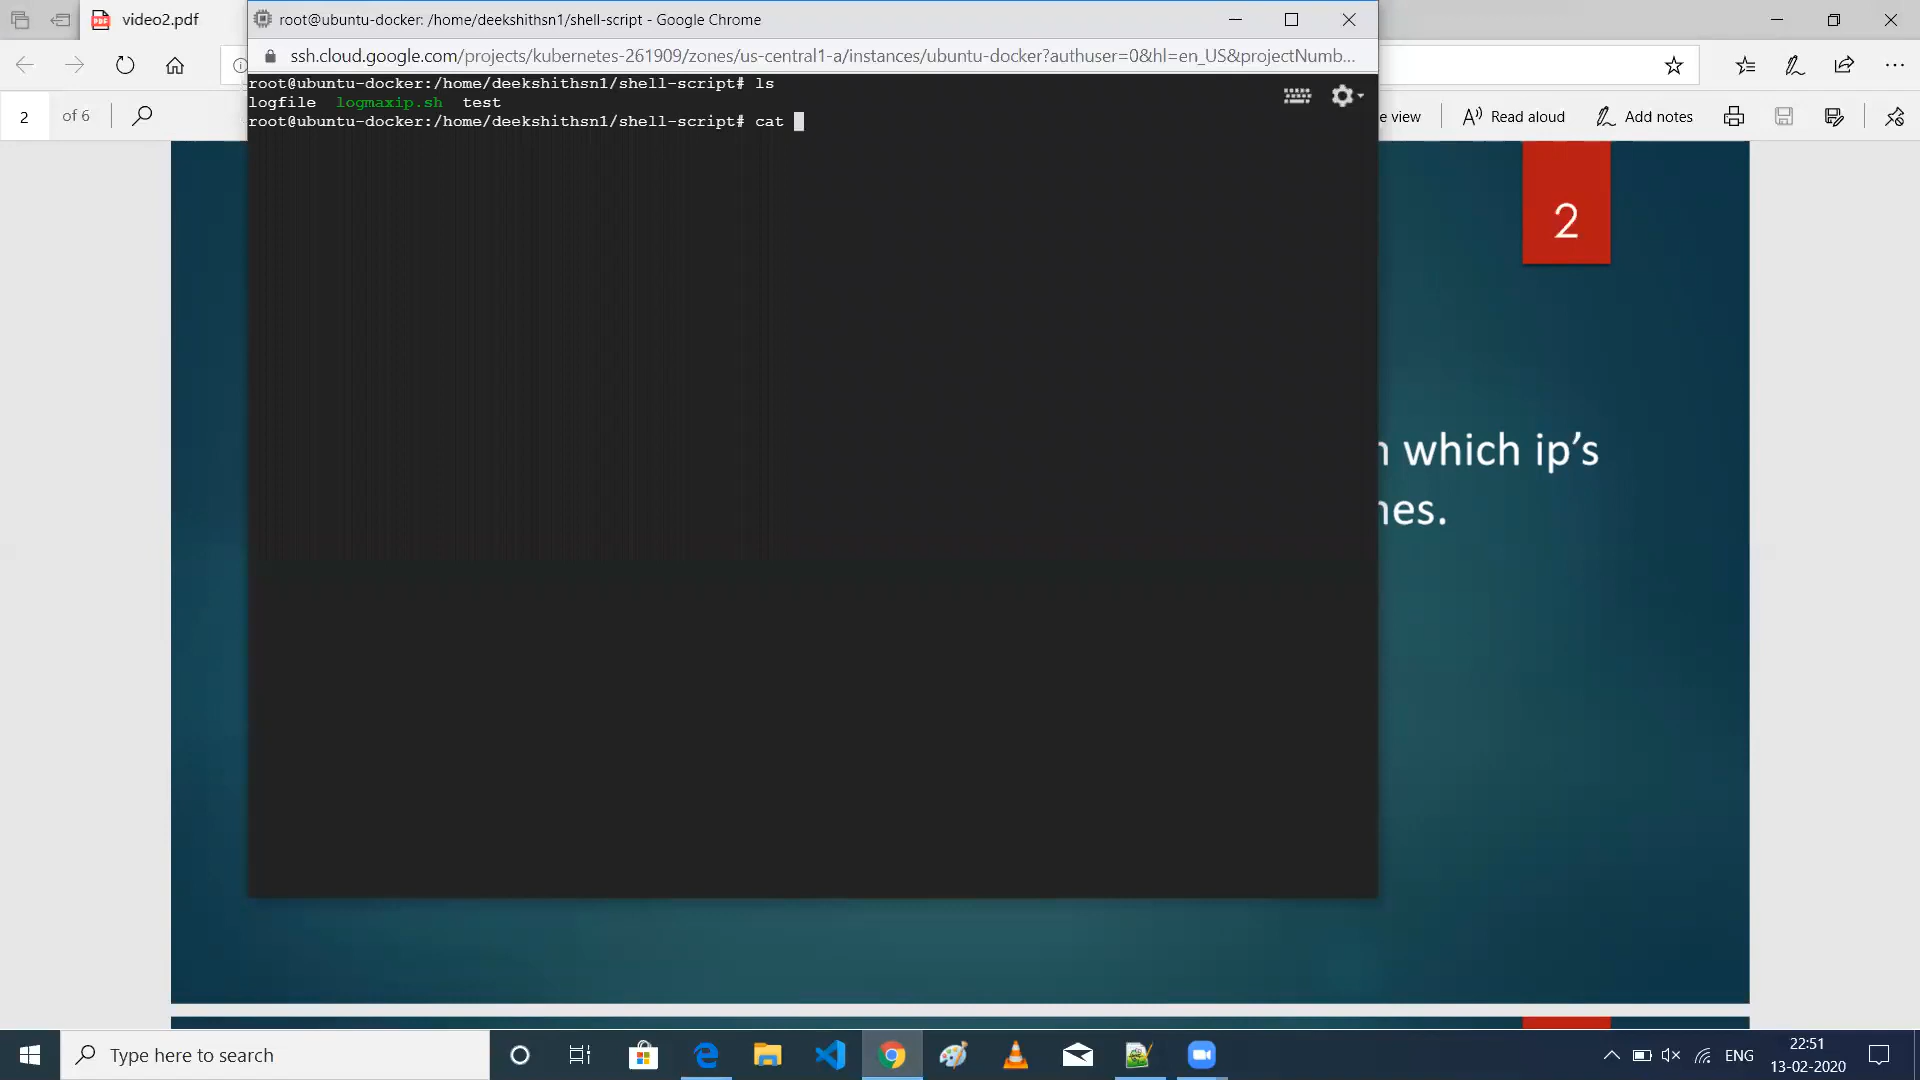 video2.pdf
root@ubuntu-docker: /home/deekshithsn1/shell-script - Google Chrome
ssh.cloud.google.com/projects/kubernetes-261909/zones/us-central1-a/instances/ubuntu-docker?authuser=0&hl=en_US&projectNumb...
2 of 6
e view
Read aloud
Add notes
root@ubuntu-docker:/home/deekshithsn1/shell-script# ls
logfile logmaxip.sh test
root@ubuntu-docker:/home/deekshithsn1/shell-script# cat
2
which ip's
nes.
Type here to search
ENG
22:51
13-02-2020